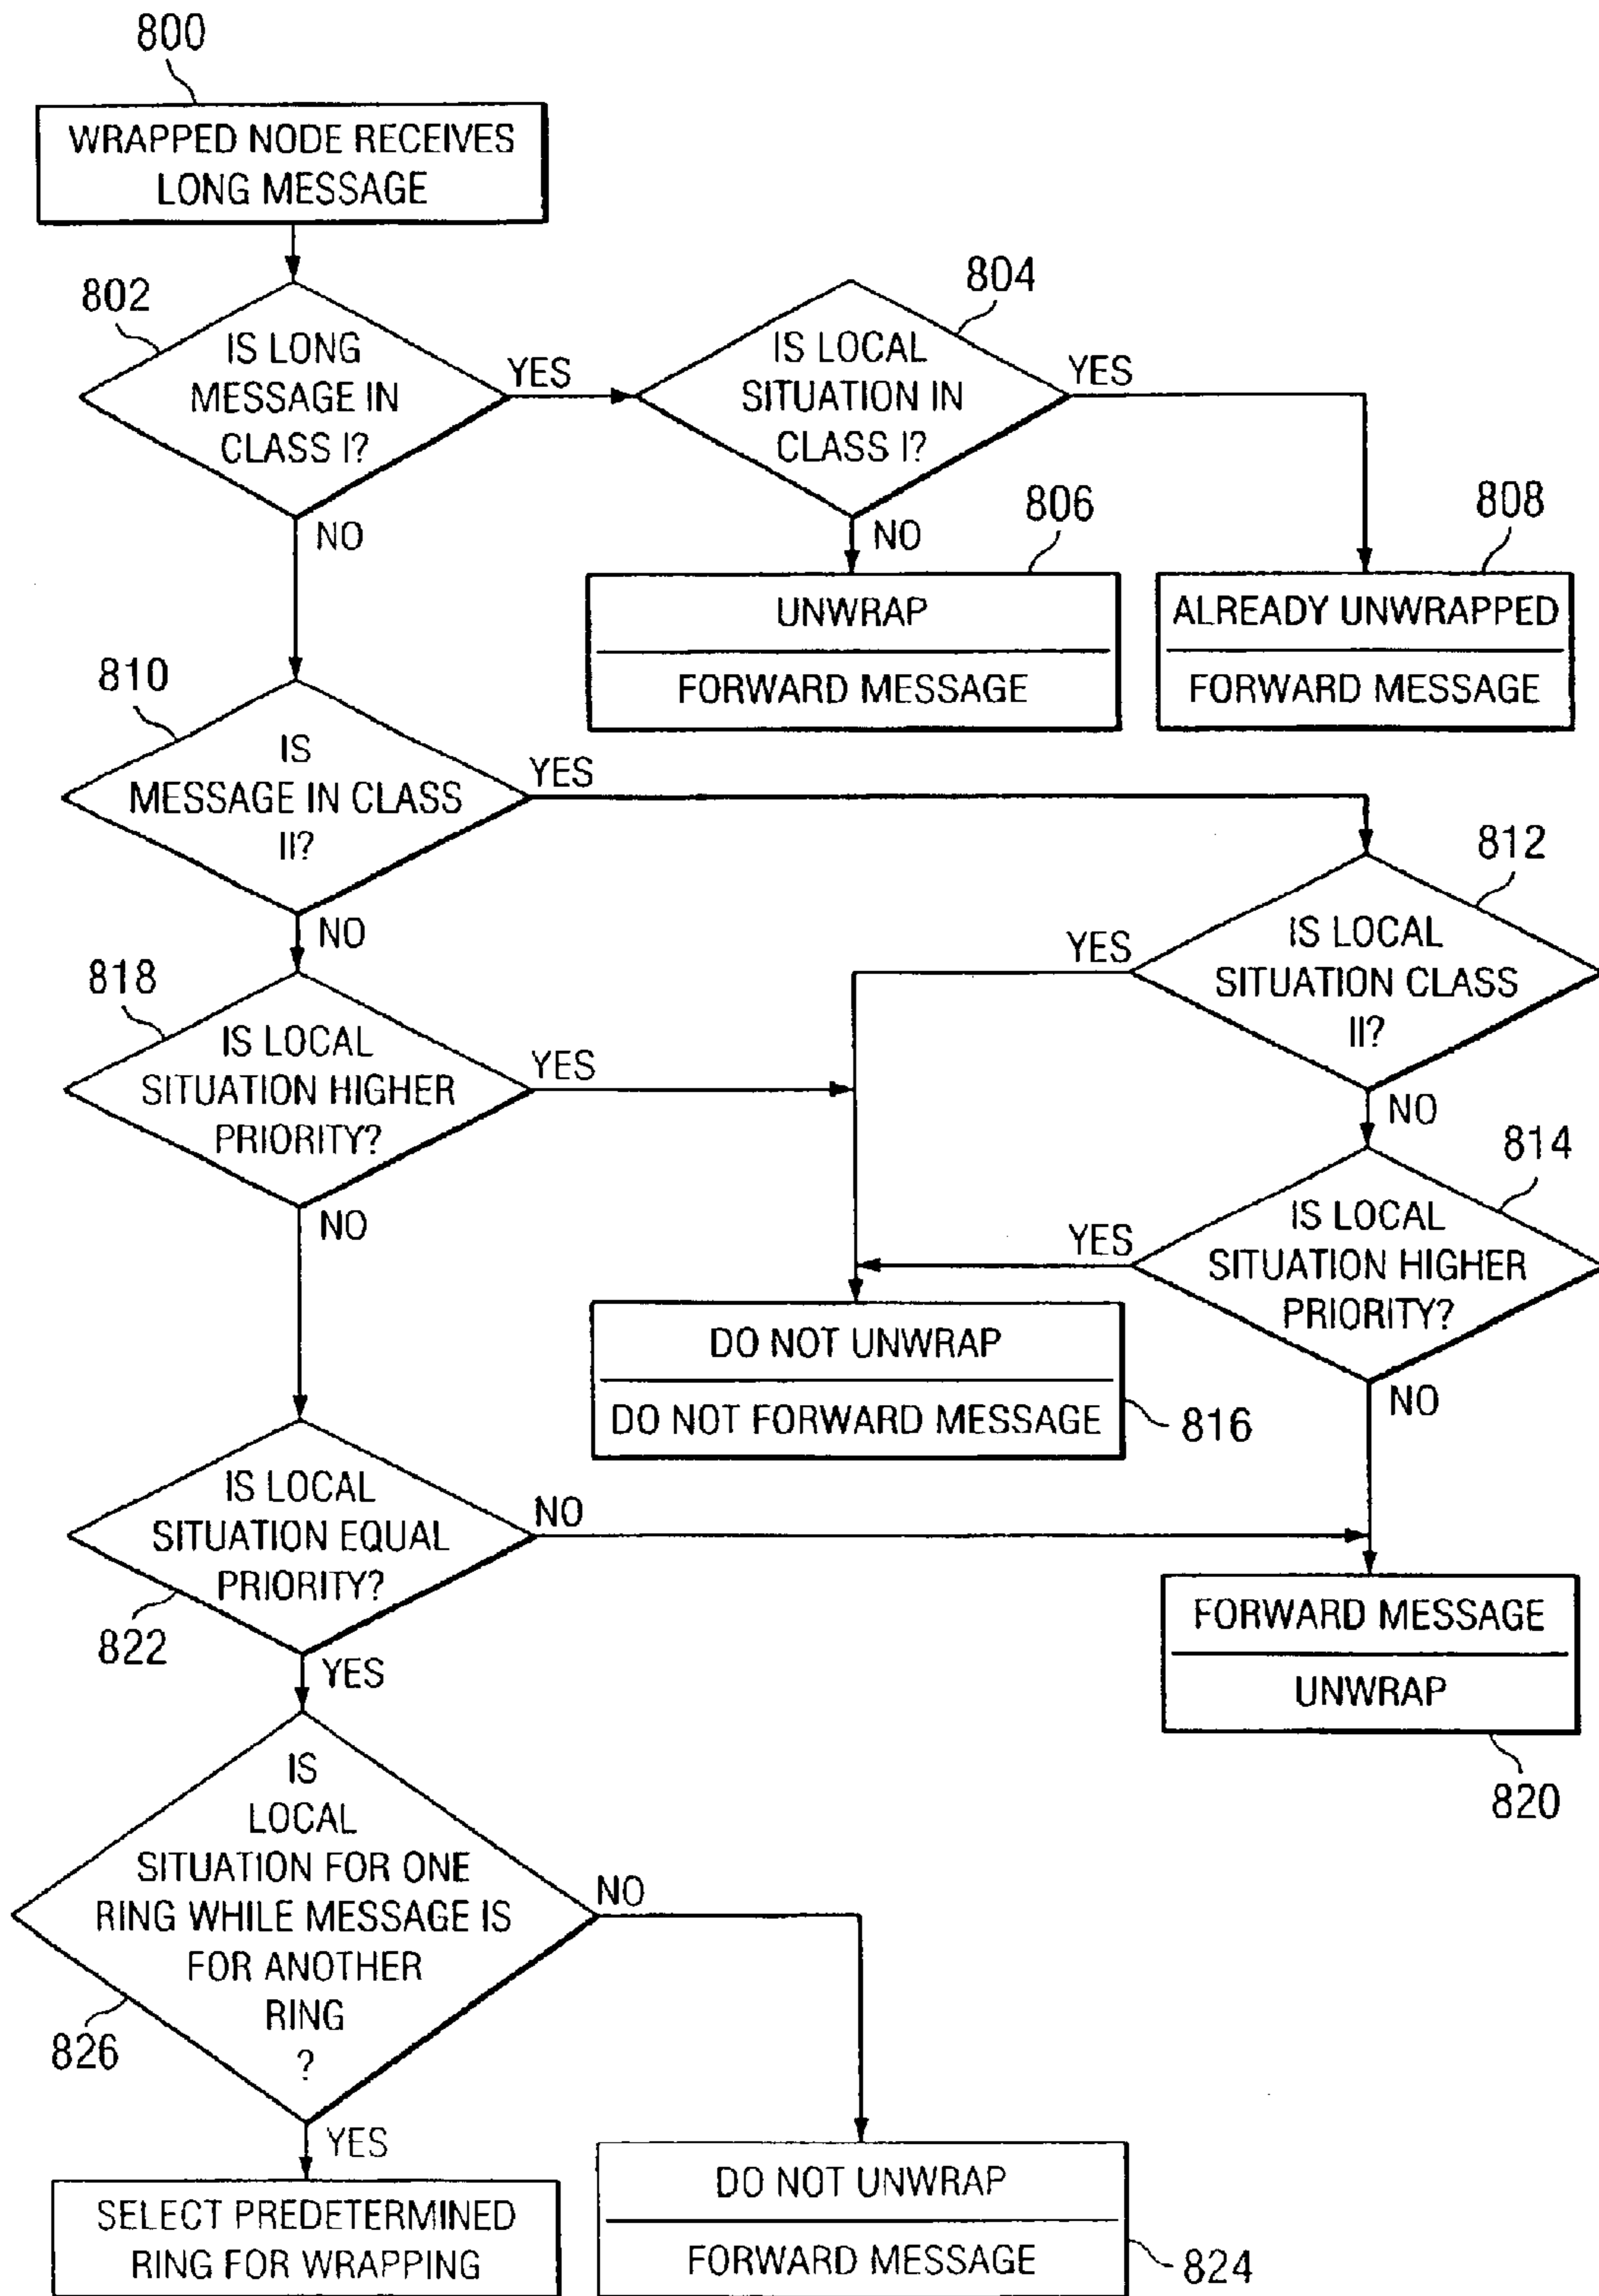 800
WRAPPED NODE RECEIVES
LONG MESSAGE
802
IS LONG
MESSAGE IN
CLASS I?
YES
NO
804
IS LOCAL
SITUATION IN
CLASS I?
YES
NO
806
UNWRAP
FORWARD MESSAGE
808
ALREADY UNWRAPPED
FORWARD MESSAGE
810
IS
MESSAGE IN CLASS
II?
YES
NO
812
IS LOCAL
SITUATION CLASS
II?
YES
NO
818
IS LOCAL
SITUATION HIGHER
PRIORITY?
YES
NO
814
IS LOCAL
SITUATION HIGHER
PRIORITY?
YES
NO
DO NOT UNWRAP
DO NOT FORWARD MESSAGE
816
IS LOCAL
SITUATION EQUAL
PRIORITY?
822
NO
YES
FORWARD MESSAGE
UNWRAP
820
IS
LOCAL
SITUATION FOR ONE
RING WHILE MESSAGE IS
FOR ANOTHER
RING
?
826
NO
YES
SELECT PREDETERMINED
RING FOR WRAPPING
DO NOT UNWRAP
FORWARD MESSAGE
824